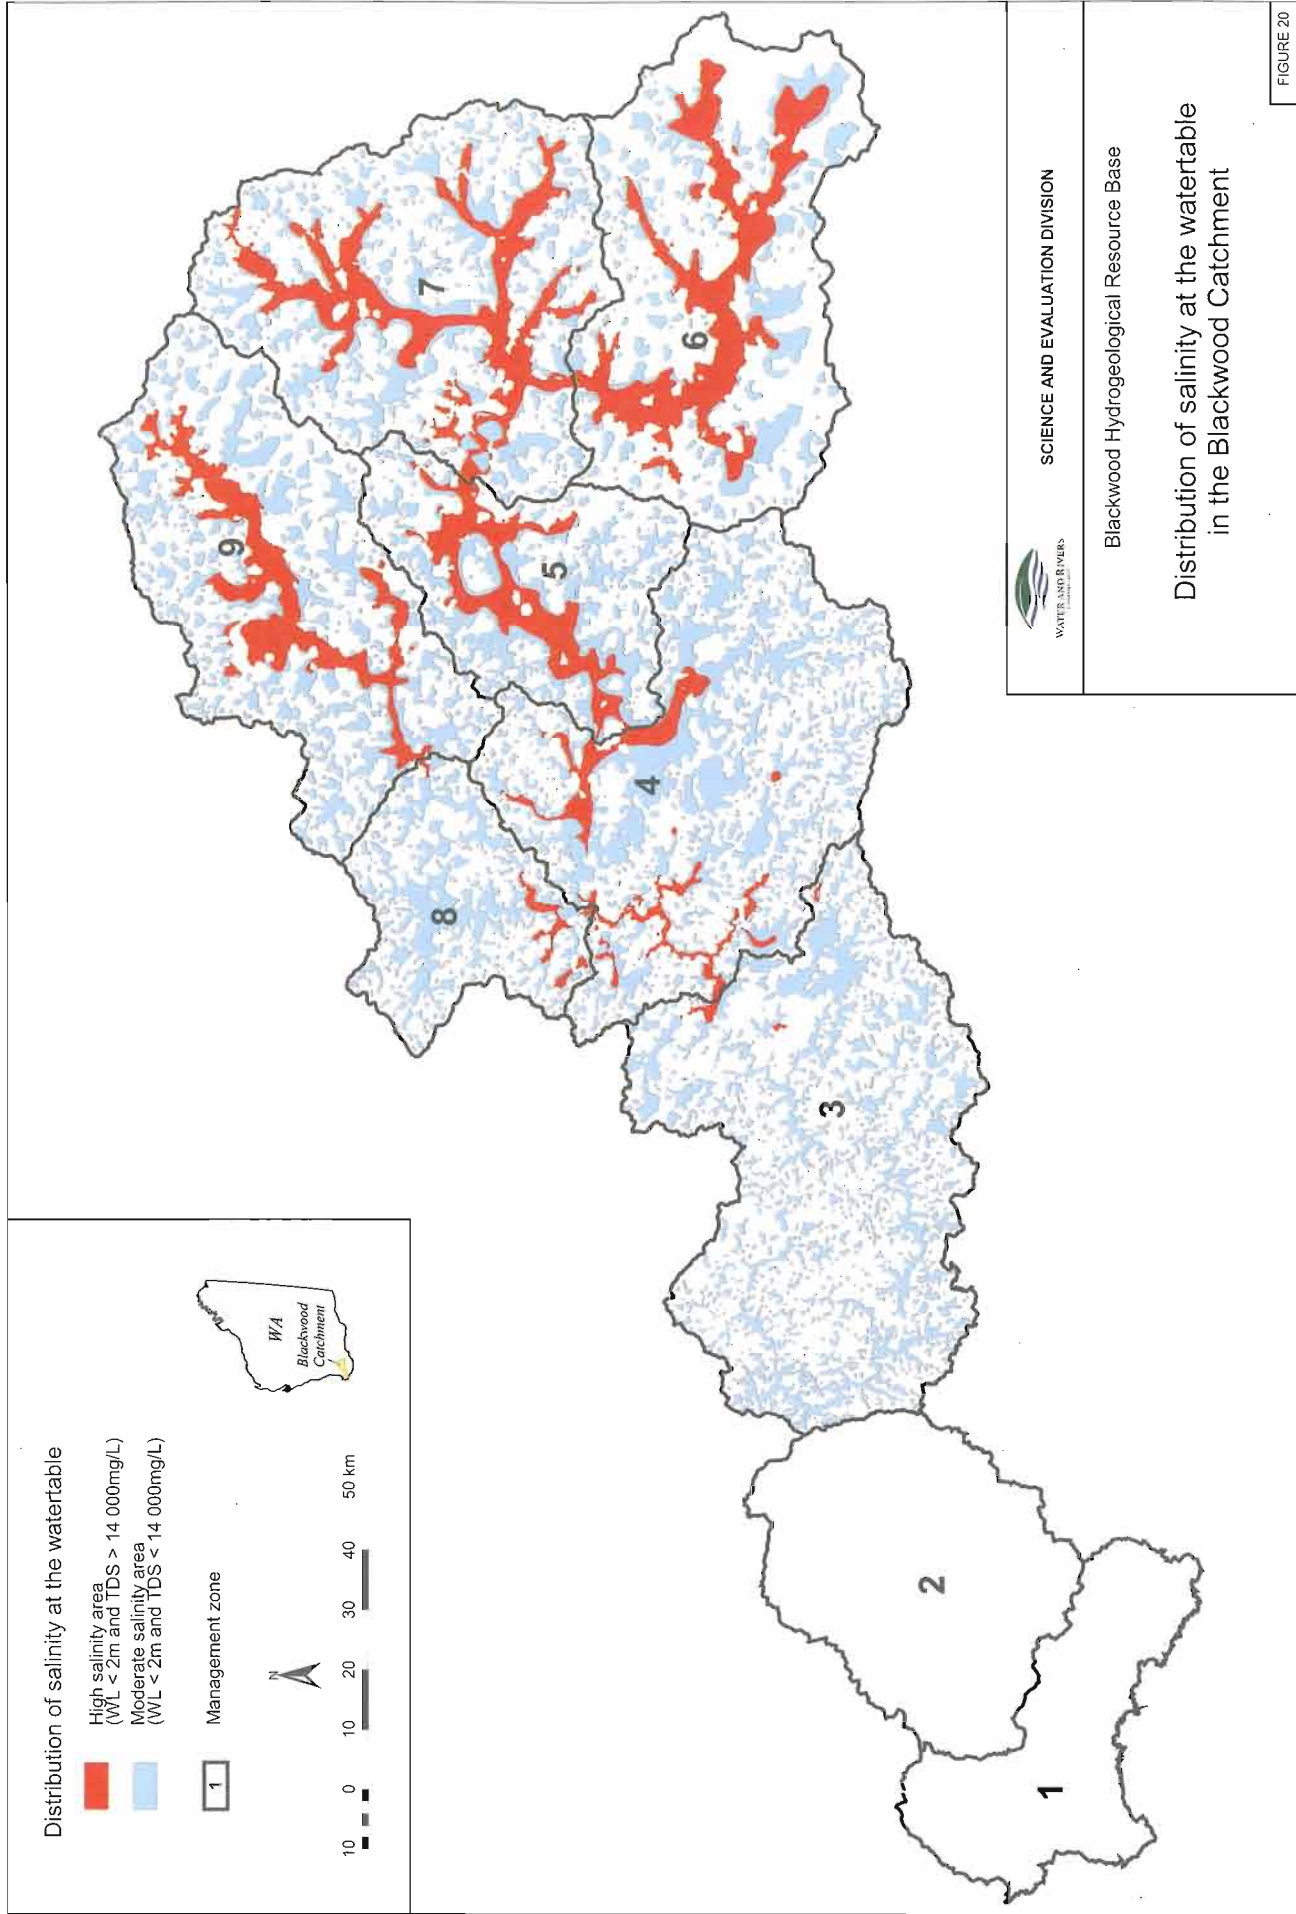 Distribution of salinity at the watertable
High salinity area
(WL < 2m and TDS > 14 000mg/L)
Moderate salinity area
(WL < 2m and TDS < 14 000mg/L)
1
Management zone
N
10 0 10 20 30 40 50 km
WA
Blackwood
Catchment
9
7
8
5
6
4
3
2
1
WATER AND RIVERS
SCIENCE AND EVALUATION DIVISION
Blackwood Hydrogeological Resource Base
Distribution of salinity at the watertable
in the Blackwood Catchment
FIGURE 20